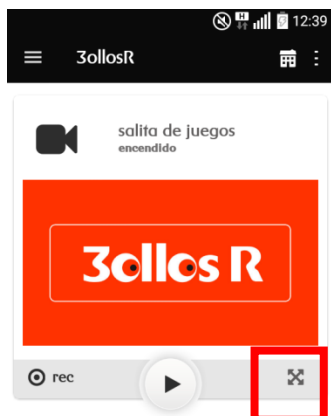 H
12:39
3ollosR
salita de juegos
encendido
3ollos R
rec